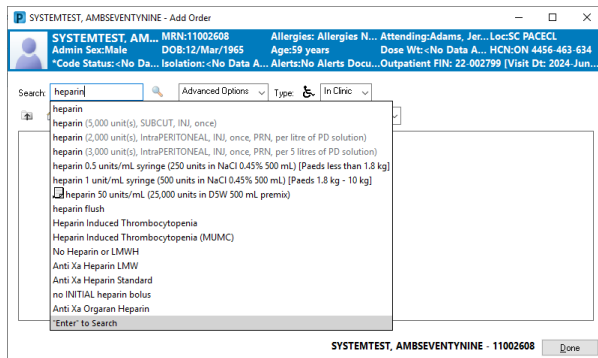 SYSTEMTEST, AMBSEVENTYNINE - Add Order
SYSTEMTEST, AM... MRN:11002608 Allergies: Allergies N... Attending:Adams, Jer... Loc:SC PACECL
Admin Sex:Male DOB:12/Mar/1965 Age:59 years Dose Wt:<No Data A... HCN:ON 4456-463-634
*Code Status:<No Da... Isolation:<No Data A... Alerts:No Alerts Docu... Outpatient FIN: 22-002799 [Visit Dt: 2024-Jun...
Search: heparin Advanced Options Type: In Clinic
heparin
heparin (5,000 unit(s), SUBCUT, INJ, once)
heparin (2,000 unit(s), IntraPERITONEAL, INJ, once, PRN, per litre of PD solution)
heparin (3,000 unit(s), IntraPERITONEAL, INJ, once, PRN, per 5 litres of PD solution)
heparin 0.5 units/mL syringe (250 units in NaCl 0.45% 500 mL) [Paeds less than 1.8 kg]
heparin 1 unit/mL syringe (500 units in NaCl 0.45% 500 mL) [Paeds 1.8 kg - 10 kg]
heparin 50 units/mL (25,000 units in D5W 500 mL premix)
heparin flush
Heparin Induced Thrombocytopenia
Heparin Induced Thrombocytopenia (MUMC)
No Heparin or LMWH
Anti Xa Heparin LMW
Anti Xa Heparin Standard
no INITIAL heparin bolus
Anti Xa Orgaran Heparin
"Enter" to Search
SYSTEMTEST, AMBSEVENTYNINE - 11002608 Done